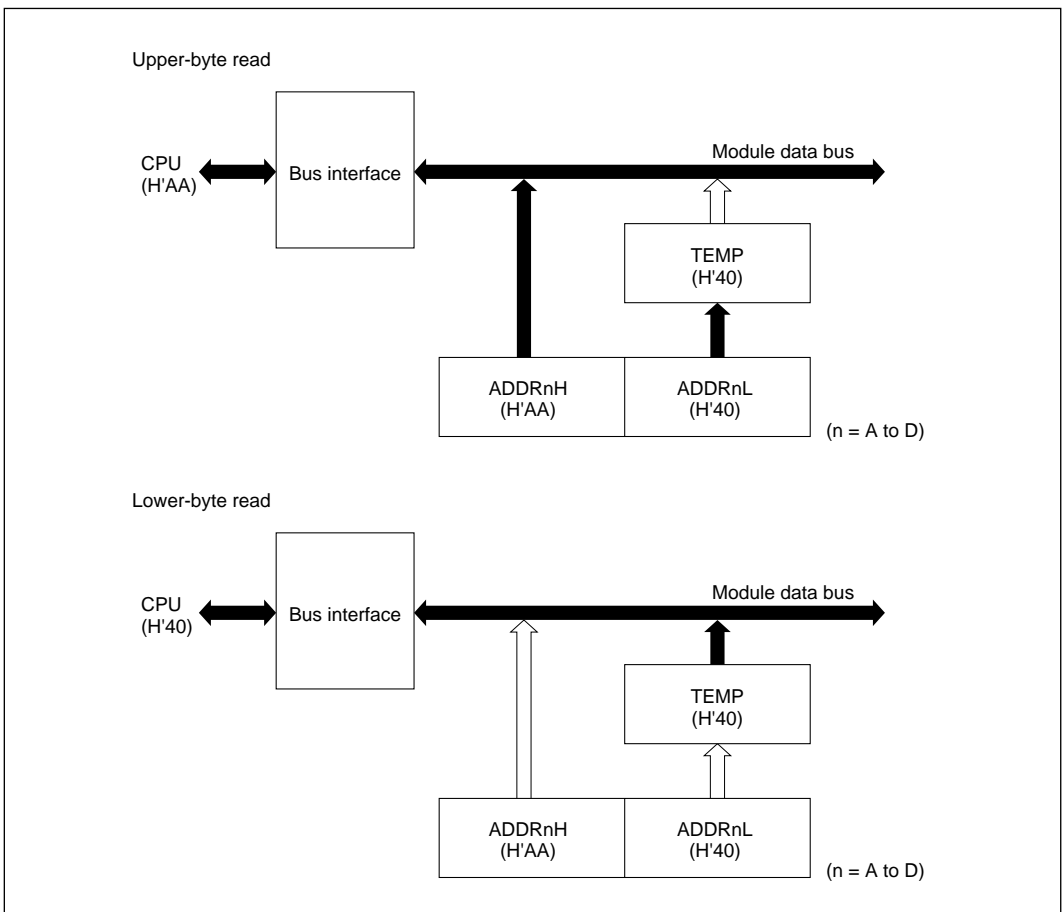 Upper-byte read
CPU
(H'AA)
Bus interface
Module data bus
TEMP
(H'40)
ADDRnH
(H'AA)
ADDRnL
(H'40)
(n = A to D)
Lower-byte read
CPU
(H'40)
Bus interface
Module data bus
TEMP
(H'40)
ADDRnH
(H'AA)
ADDRnL
(H'40)
(n = A to D)